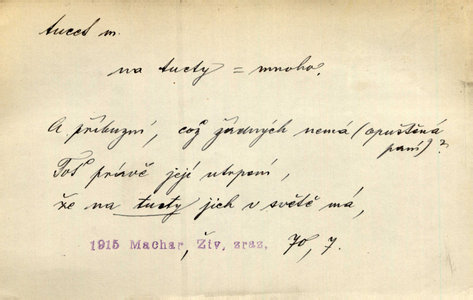 tucet m.
na tucty = mnoho.
A příbuzní, což žádných nemá (opuštěná
paní)?
Toť právě její utrpení,
že na tucty jich v světě má,
1915 Machar, Živ, zraz, 70, 7.